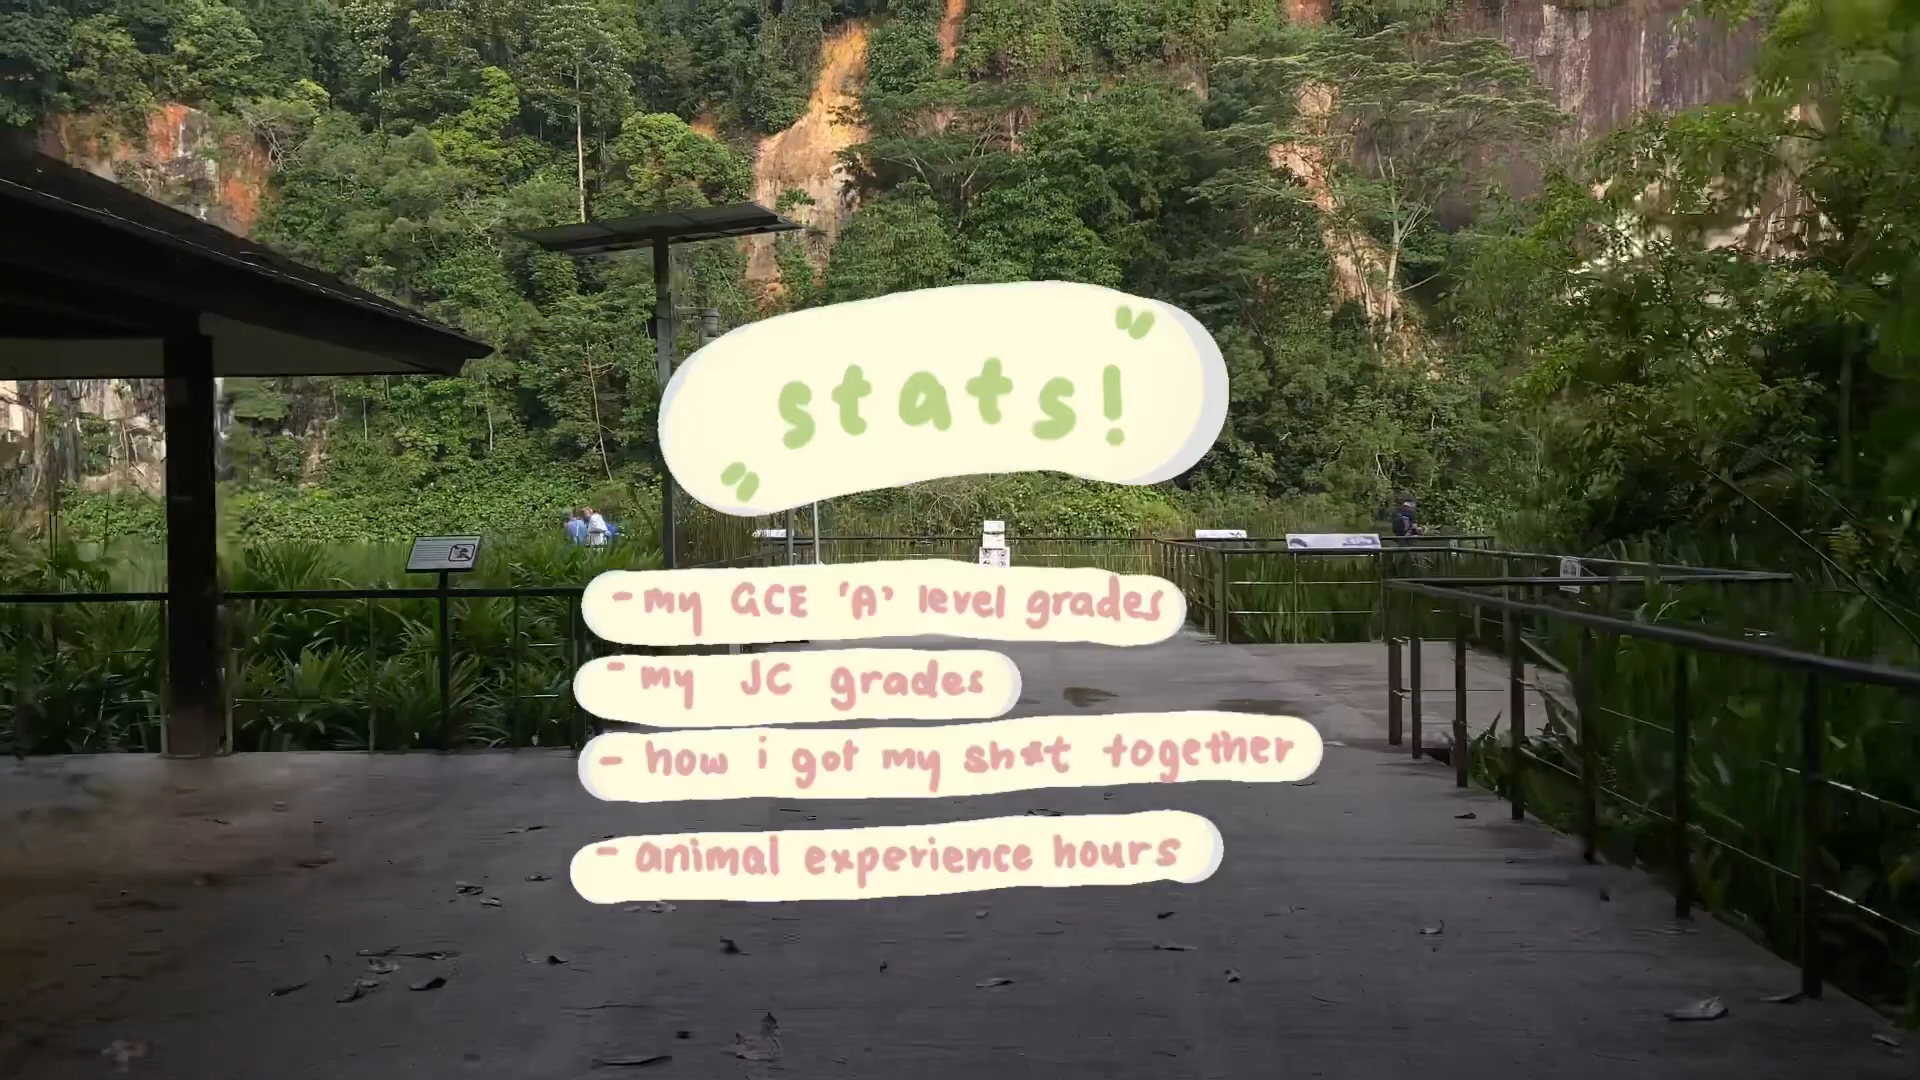 stats!
- my GCE 'A' level grades
- my JC grades
- how i got my sh*t together
- animal experience hours